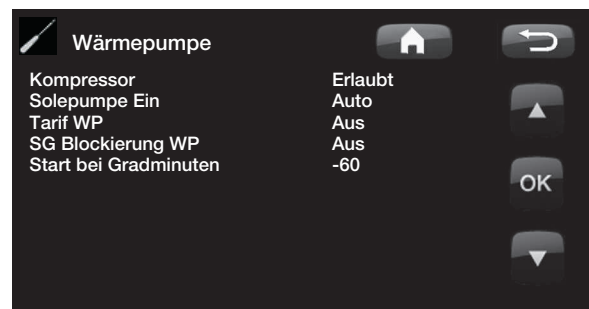 Wärmepumpe
Kompressor Erlaubt
Solepumpe Ein Auto
Tarif WP Aus
SG Blockierung WP Aus
Start bei Gradminuten -60
OK